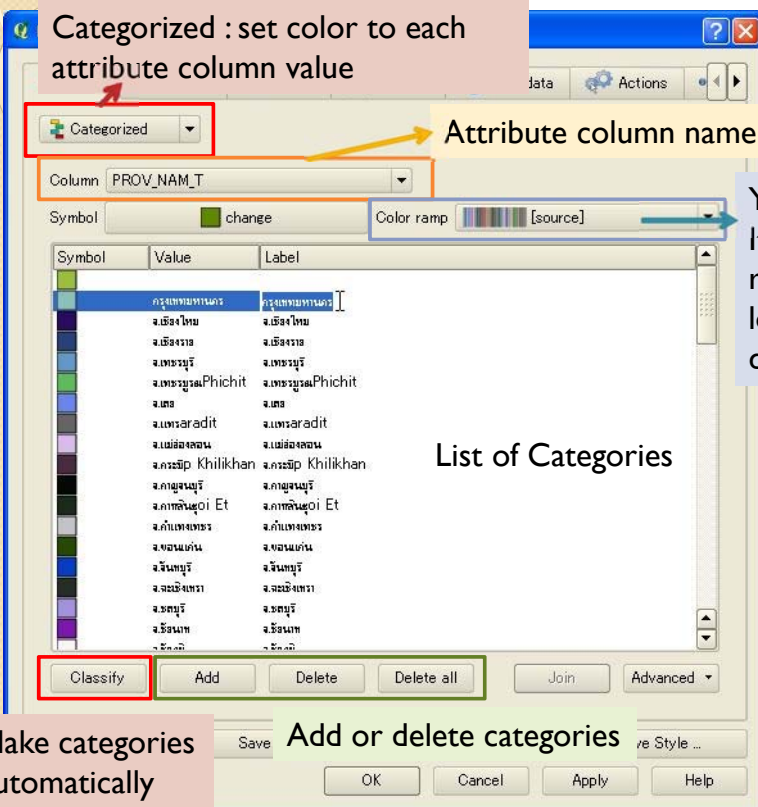 Categorized : set color to each
attribute column value
data Actions
Categorized
Attribute column name
Column PROV_NAM_T
Symbol change Color ramp [source]
Symbol Value Label
กรุงเทพมหานคร กรุงเทพมหานคร
จ.เชียงใหม่ จ.เชียงใหม่
จ.เชียงราย จ.เชียงราย
จ.เพชรบุรี จ.เพชรบุรี
จ.เพชรบูรณPhichit จ.เพชรบูรณPhichit
จ.เลย จ.เลย
จ.แพรaradit จ.แพรaradit
จ.แม่ฮ่องสอน จ.แม่ฮ่องสอน
จ.กระบี่p Khilikhan จ.กระบี่p Khilikhan
List of Categories
จ.กาญจนบุรี จ.กาญจนบุรี
จ.กาฬสินธุoi Et จ.กาฬสินธุoi Et
จ.กำแพงเพชร จ.กำแพงเพชร
จ.ขอนแก่น จ.ขอนแก่น
จ.จันทบุรี จ.จันทบุรี
จ.ฉะเชิงเทรา จ.ฉะเชิงเทรา
จ.ชลบุรี จ.ชลบุรี
จ.ชัยนาท จ.ชัยนาท
Classify Add Delete Delete all Join Advanced
Add or delete categories
Save Style ...
OK Cancel Apply Help